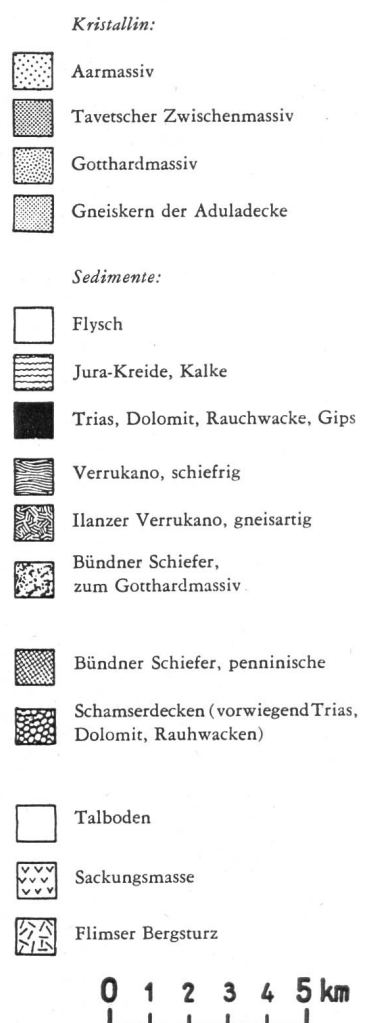 Kristallin:
Aarmassiv
Tavetscher Zwischenmassiv
Gotthardmassiv
Gneiskern der Aduladecke
Sedimente:
Flysch
Jura-Kreide, Kalke
Trias, Dolomit, Rauchwacke, Gips
Verrukano, schiefrig
Ilanzer Verrukano, gneisartig
Bündner Schiefer,
zum Gotthardmassiv
Bündner Schiefer, penninische
Schamserdecken (vorwiegend Trias,
Dolomit, Rauhwacken)
Talboden
Sackungsmasse
Flimser Bergsturz
0 1 2 3 4 5 km